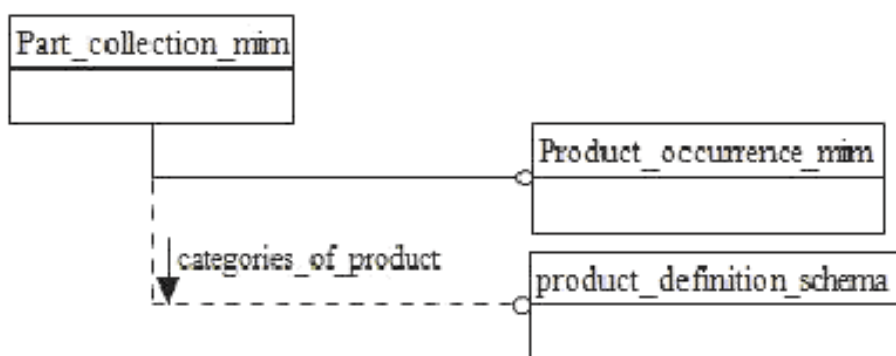 Part_collection_mim
Product_occurrence_mim
categories_of_product
product_definition_schema